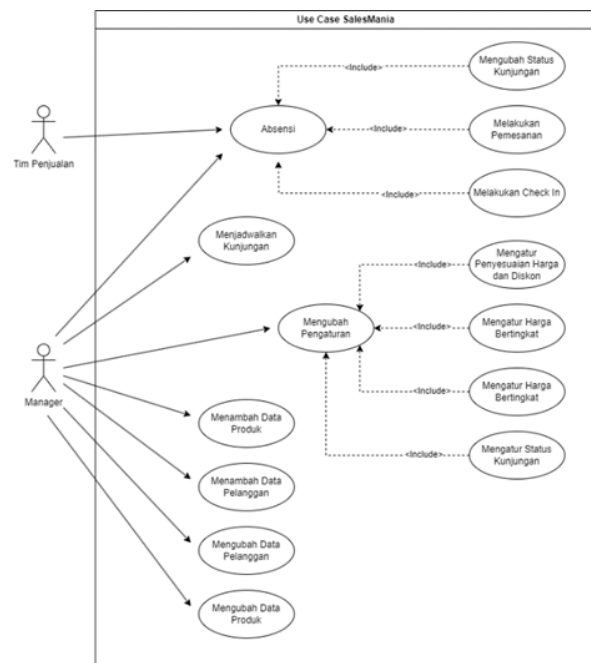 Use Case SalesMania
Mengubah Status
Kunjungan
<Include>
Tim Penjualan
Absensi
<Include>
Melakukan
Pemesanan
<Include>
Melakukan Check In
Menjadwalkan
Kunjungan
Mengatur
Penyesuaian Harga
dan Diskon
<Include>
Mengubah
Pengaturan
<Include>
Mengatur Harga
Bertingkat
Manager
<Include>
Mengatur Harga
Bertingkat
Menambah Data
Produk
<Include>
Mengatur Status
Kunjungan
Menambah Data
Pelanggan
Mengubah Data
Pelanggan
Mengubah Data
Produk